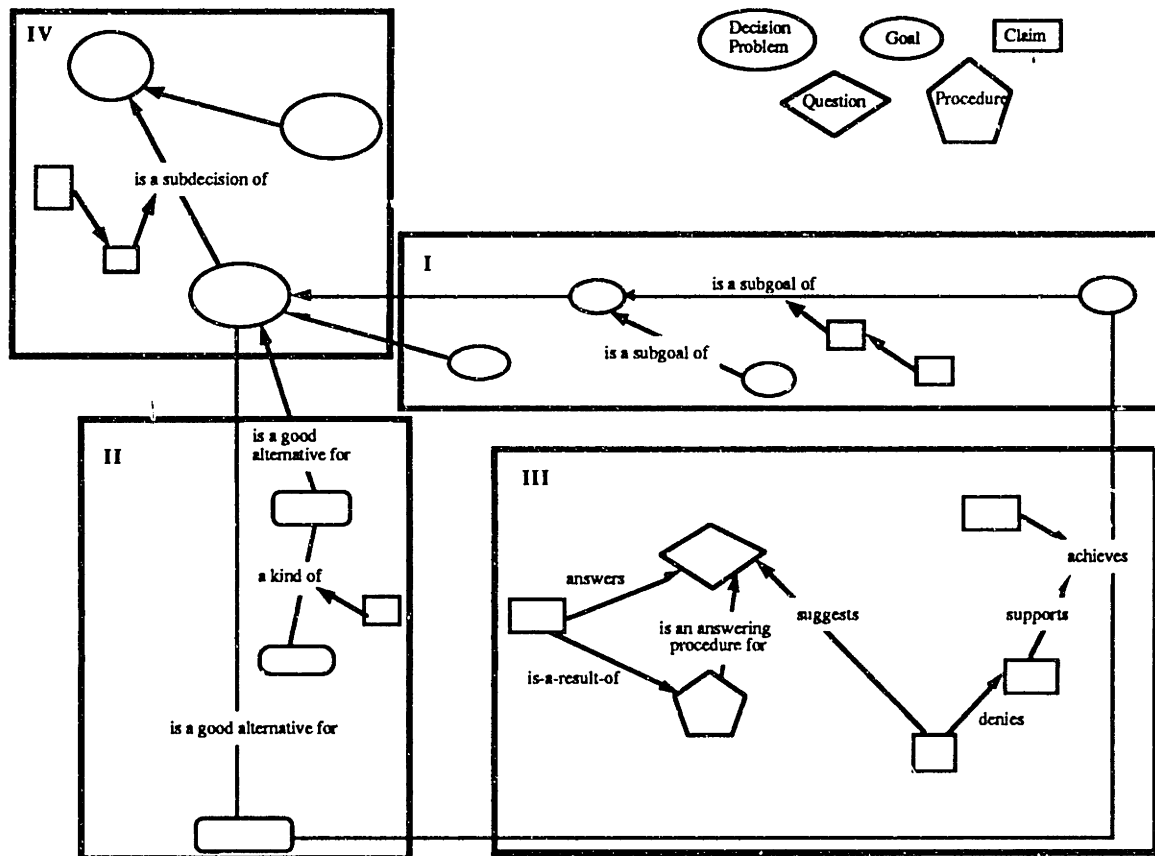 IV
Decision
Problem
Goal
Claim
Question
Procedure
is a subdecision of
I
is a subgoal of
is a subgoal of
II
is a good
alternative for
a kind of
is a good alternative for
III
achieves
answers
suggests
supports
is an answering
procedure for
is-a-result-of
denies